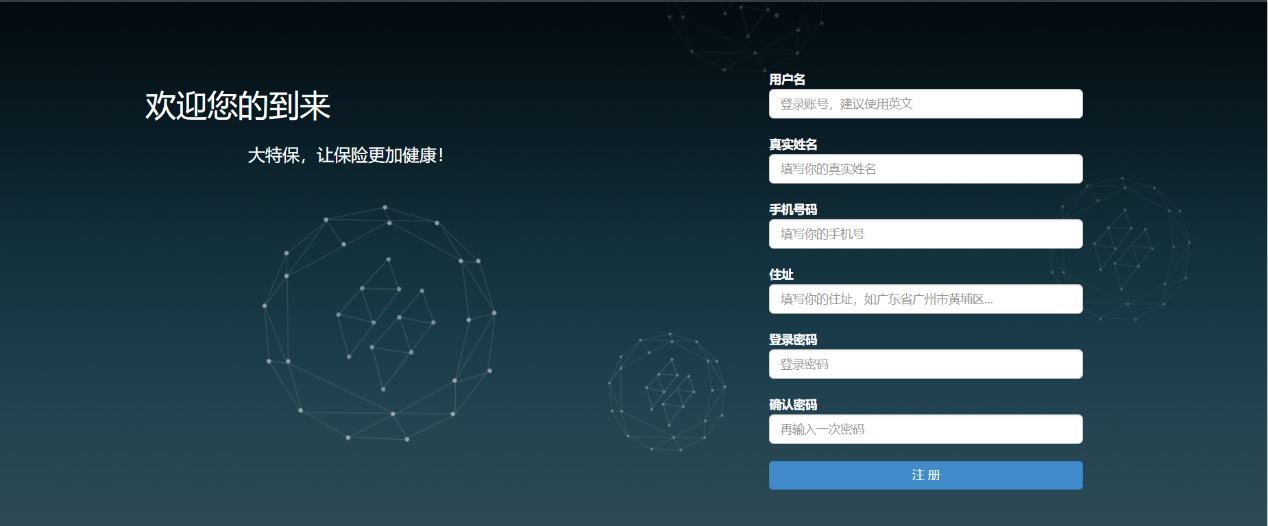 欢迎您的到来
大特保，让保险更加健康！
用户名
登录账号，建议使用英文
真实姓名
填写你的真实姓名
手机号码
填写你的手机号
住址
填写你的住址，如广东省广州市黄埔区...
登录密码
登录密码
确认密码
再输入一次密码
注 册